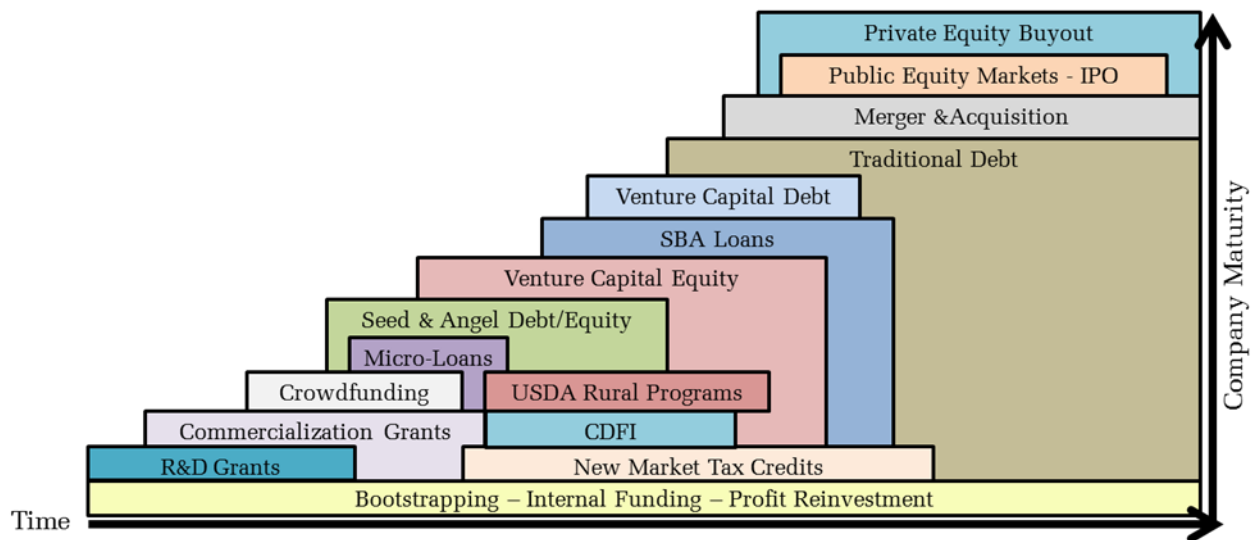 Private Equity Buyout
Public Equity Markets - IPO
Merger &Acquisition
Traditional Debt
Venture Capital Debt
SBA Loans
Venture Capital Equity
Seed & Angel Debt/Equity
Micro-Loans
Crowdfunding
USDA Rural Programs
Commercialization Grants
CDFI
R&D Grants
New Market Tax Credits
Bootstrapping – Internal Funding – Profit Reinvestment
Time
Company Maturity